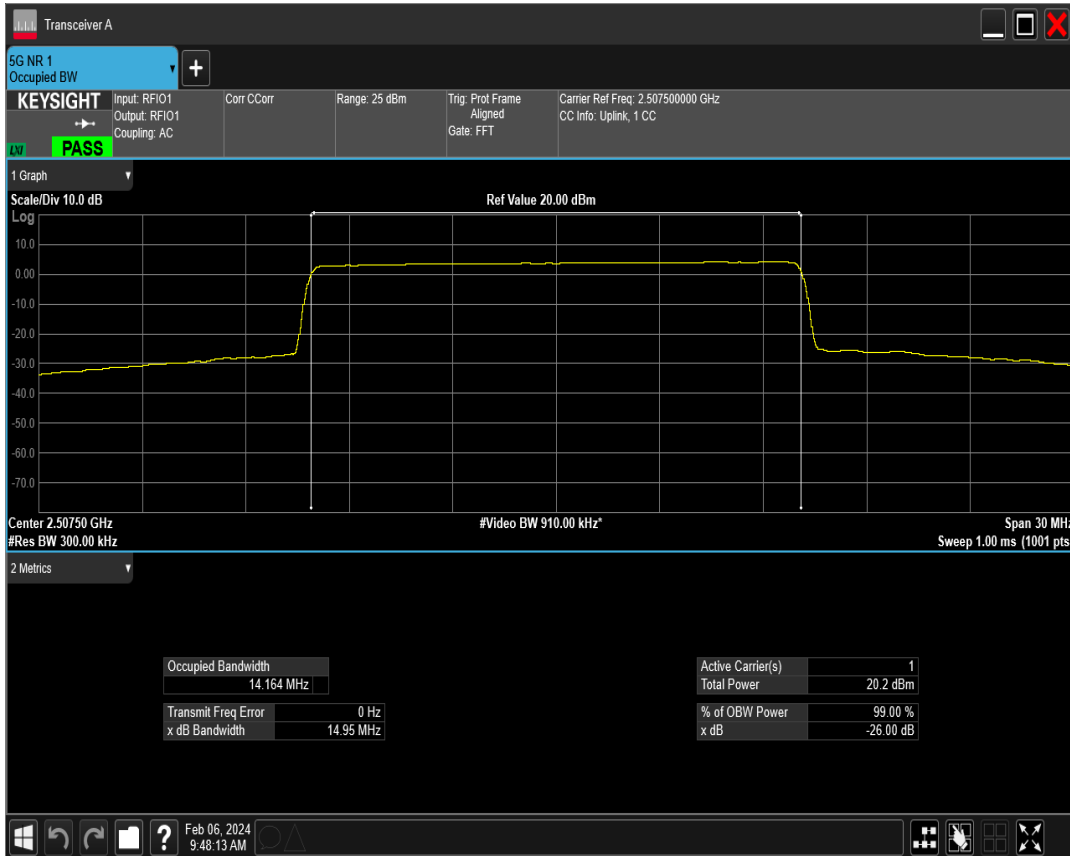 Transceiver A
5G NR 1
Occupied BW
KEYSIGHT
LXI
PASS
Input: RFIO1
Output: RFIO1
Coupling: AC
Corr CCorr
Range: 25 dBm
Trig: Prot Frame
Aligned
Gate: FFT
Carrier Ref Freq: 2.507500000 GHz
CC Info: Uplink, 1 CC
1 Graph
Scale/Div 10.0 dB
Ref Value 20.00 dBm
Log
10.0
0.00
-10.0
-20.0
-30.0
-40.0
-50.0
-60.0
-70.0
Center 2.50750 GHz
#Video BW 910.00 kHz*
Span 30 MHz
#Res BW 300.00 kHz
Sweep 1.00 ms (1001 pts
2 Metrics
Occupied Bandwidth
14.164 MHz
Transmit Freq Error 0 Hz
x dB Bandwidth 14.95 MHz
Active Carrier(s) 1
Total Power 20.2 dBm
% of OBW Power 99.00 %
x dB -26.00 dB
?
Feb 06, 2024
9:48:13 AM